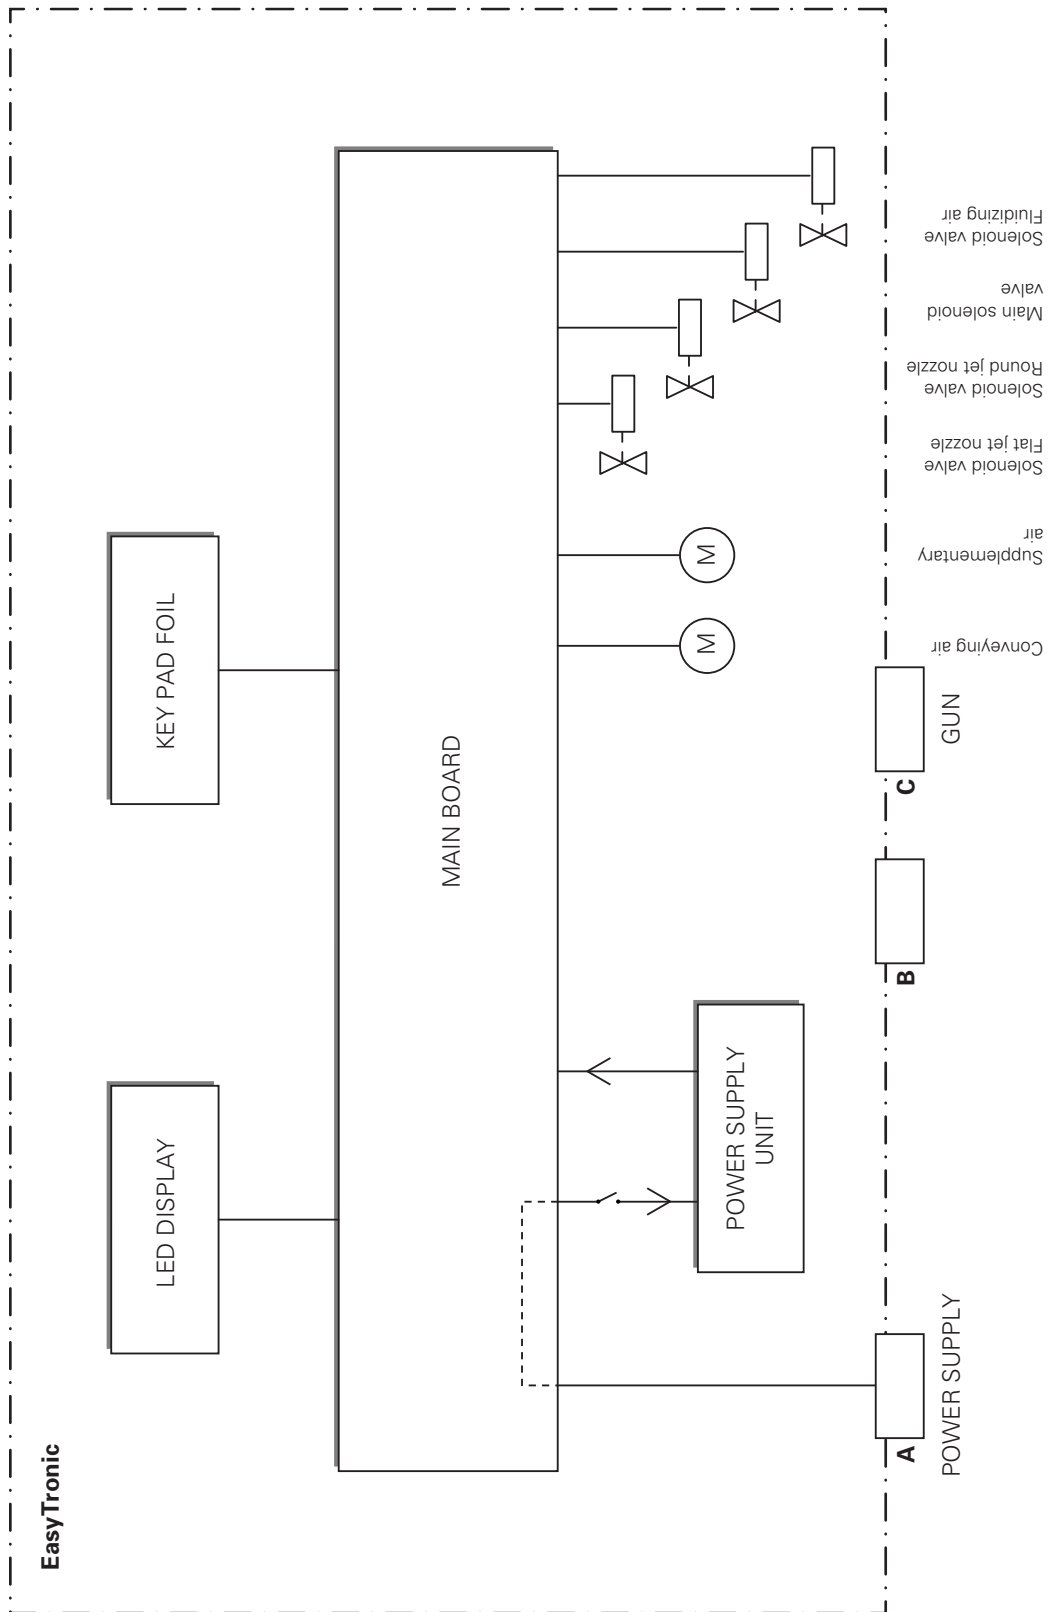 EasyTronic
LED DISPLAY
KEY PAD FOIL
MAIN BOARD
POWER SUPPLY
UNIT
M
M
A
POWER SUPPLY
B
C
GUN
Conveying air
Supplementary
air
Solenoid valve
Flat jet nozzle
Solenoid valve
Round jet nozzle
Main solenoid
valve
Solenoid valve
Fluidizing air